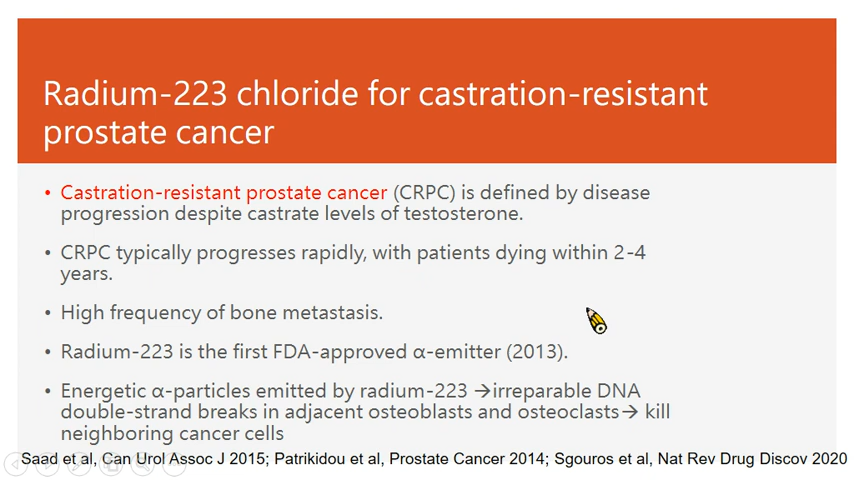 Radium-223 chloride for castration-resistant
prostate cancer
• Castration-resistant prostate cancer (CRPC) is defined by disease
progression despite castrate levels of testosterone.
• CRPC typically progresses rapidly, with patients dying within 2-4
years.
• High frequency of bone metastasis.
• Radium-223 is the first FDA-approved α-emitter (2013).
• Energetic α-particles emitted by radium-223 →irreparable DNA
double-strand breaks in adjacent osteoblasts and osteoclasts→ kill
neighboring cancer cells
Saad et al, Can Urol Assoc J 2015; Patrikidou et al, Prostate Cancer 2014; Sgouros et al, Nat Rev Drug Discov 2020